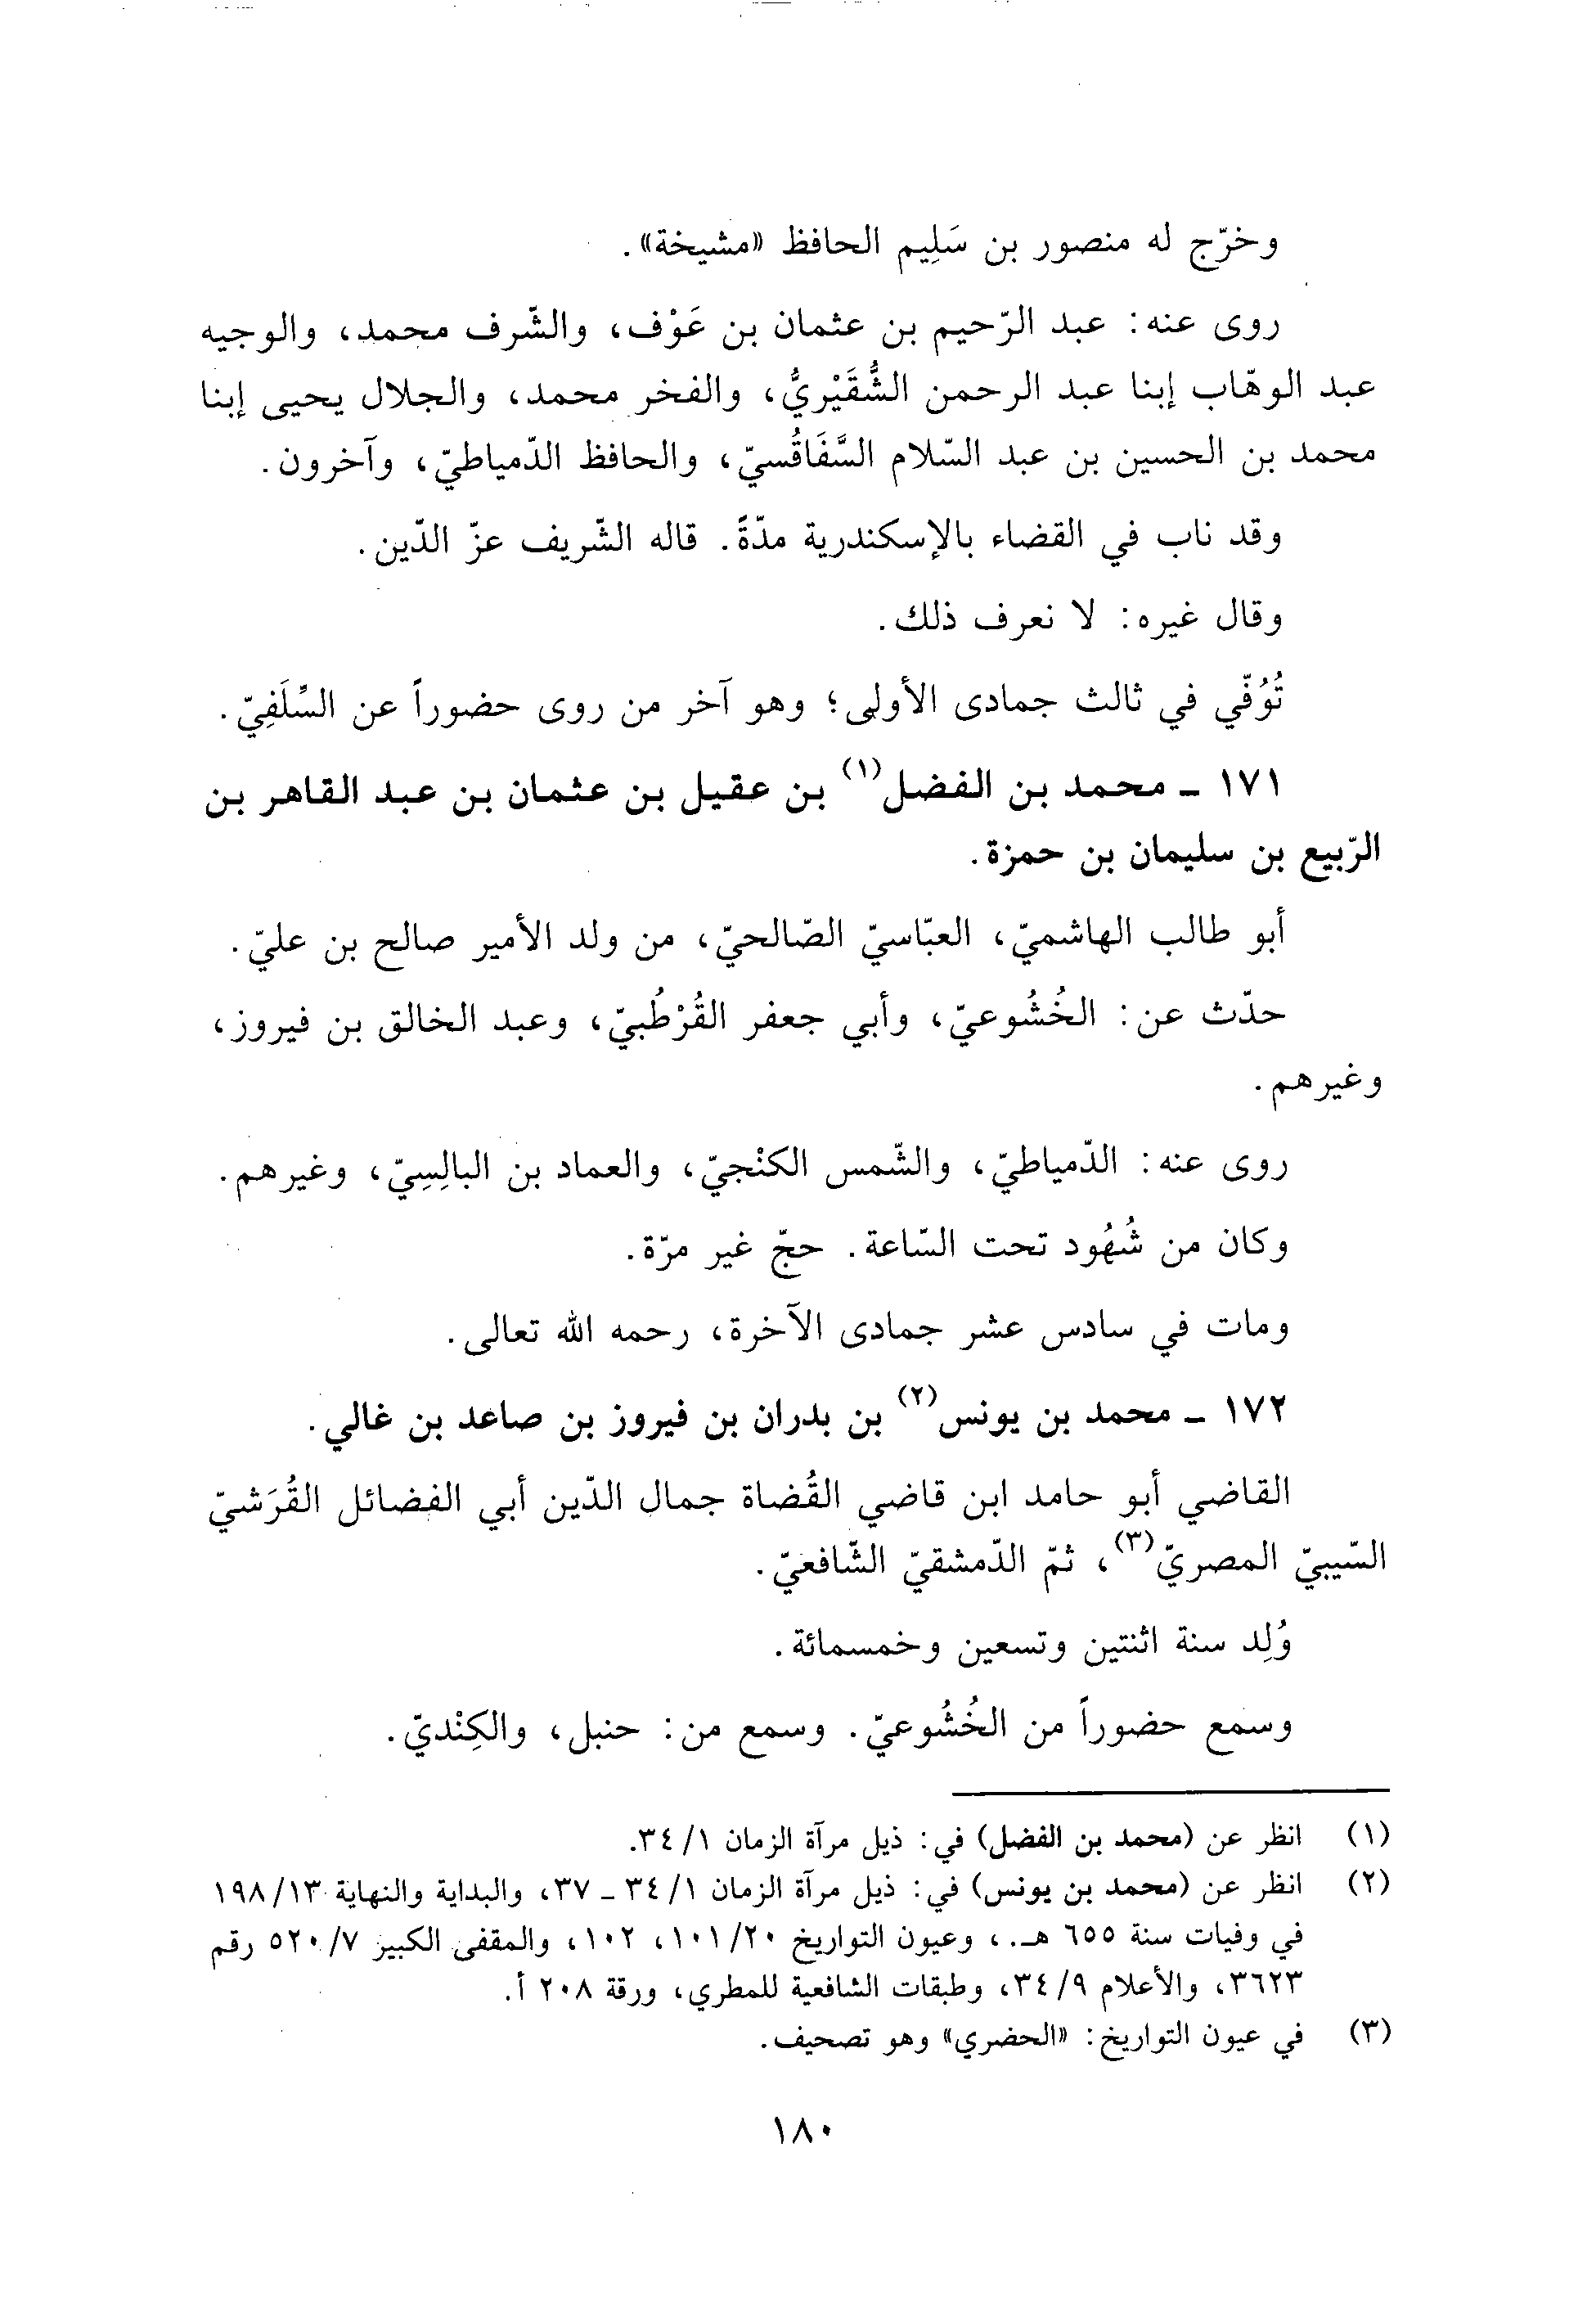 وخرّج له منصور بن سَلِيم الحافظ «مشيخة».
روى عنه: عبد الرّحيم بن عثمان بن عَوْف، والشّرف محمد، والوجيه
عبد الوهّاب إبنا عبد الرحمن الشُّقَيْريُّ، والفخر محمد، والجلال يحيى إبنا
محمد بن الحسين بن عبد السّلام السَّفَاقُسيّ، والحافظ الدّمياطيّ، وآخرون.
وقد ناب في القضاء بالإسكندرية مدّةً. قاله الشّريف عزّ الدّين.
وقال غيره: لا نعرف ذلك.
تُوُفّي في ثالث جمادى الأولى؛ وهو آخر من روى حضوراً عن السِّلَفِيّ.
١٧١ ـ محمد بن الفضل(١) بن عقيل بن عثمان بن عبد القاهر بن
الرّبيع بن سليمان بن حمزة.
أبو طالب الهاشميّ، العبّاسيّ الصّالحيّ، من ولد الأمير صالح بن عليّ.
حدّث عن: الخُشُوعيّ، وأبي جعفر القُرْطُبيّ، وعبد الخالق بن فيروز،
وغيرهم.
روى عنه: الدّمياطيّ، والشّمس الكنْجيّ، والعماد بن البالِسِيّ، وغيرهم.
وكان من شُهُود تحت السّاعة. حجّ غير مرّة.
ومات في سادس عشر جمادى الآخرة، رحمه الله تعالى.
١٧٢ ـ محمد بن يونس(٢) بن بدران بن فيروز بن صاعد بن غالي.
القاضي أبو حامد ابن قاضي القُضاة جمال الدّين أبي الفضائل القُرَشيّ
السّيبيّ المصريّ(٣)، ثمّ الدّمشقيّ الشّافعيّ.
وُلِد سنة اثنتين وتسعين وخمسمائة.
وسمع حضوراً من الخُشُوعيّ. وسمع من: حنبل، والكِنْديّ.
(١) انظر عن (محمد بن الفضل) في: ذيل مرآة الزمان ١/ ٣٤.
(٢) انظر عن (محمد بن يونس) في: ذيل مرآة الزمان ١/ ٣٤ ـ ٣٧، والبداية والنهاية ١٣/ ١٩٨
في وفيات سنة ٦٥٥ هـ.، وعيون التواريخ ٢٠/ ١٠١، ١٠٢، والمقفى الكبير ٧/ ٥٢٠ رقم
٣٦٢٣، والأعلام ٩/ ٣٤، وطبقات الشافعية للمطري، ورقة ٢٠٨ أ.
(٣) في عيون التواريخ: «الحضري» وهو تصحيف.
١٨٠